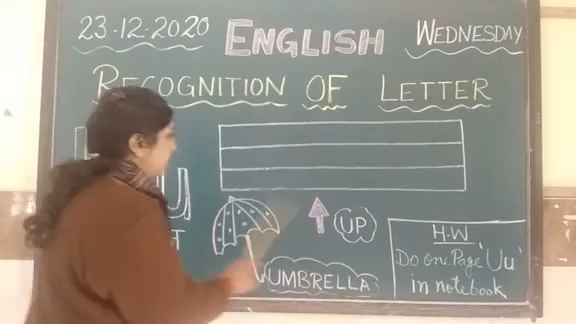 23-12-2020 ENGLISH WEDNESDAY
RECOGNITION OF LETTER
UP
UMBRELLA
H.W
Do one Page 'Uu'
in notebook